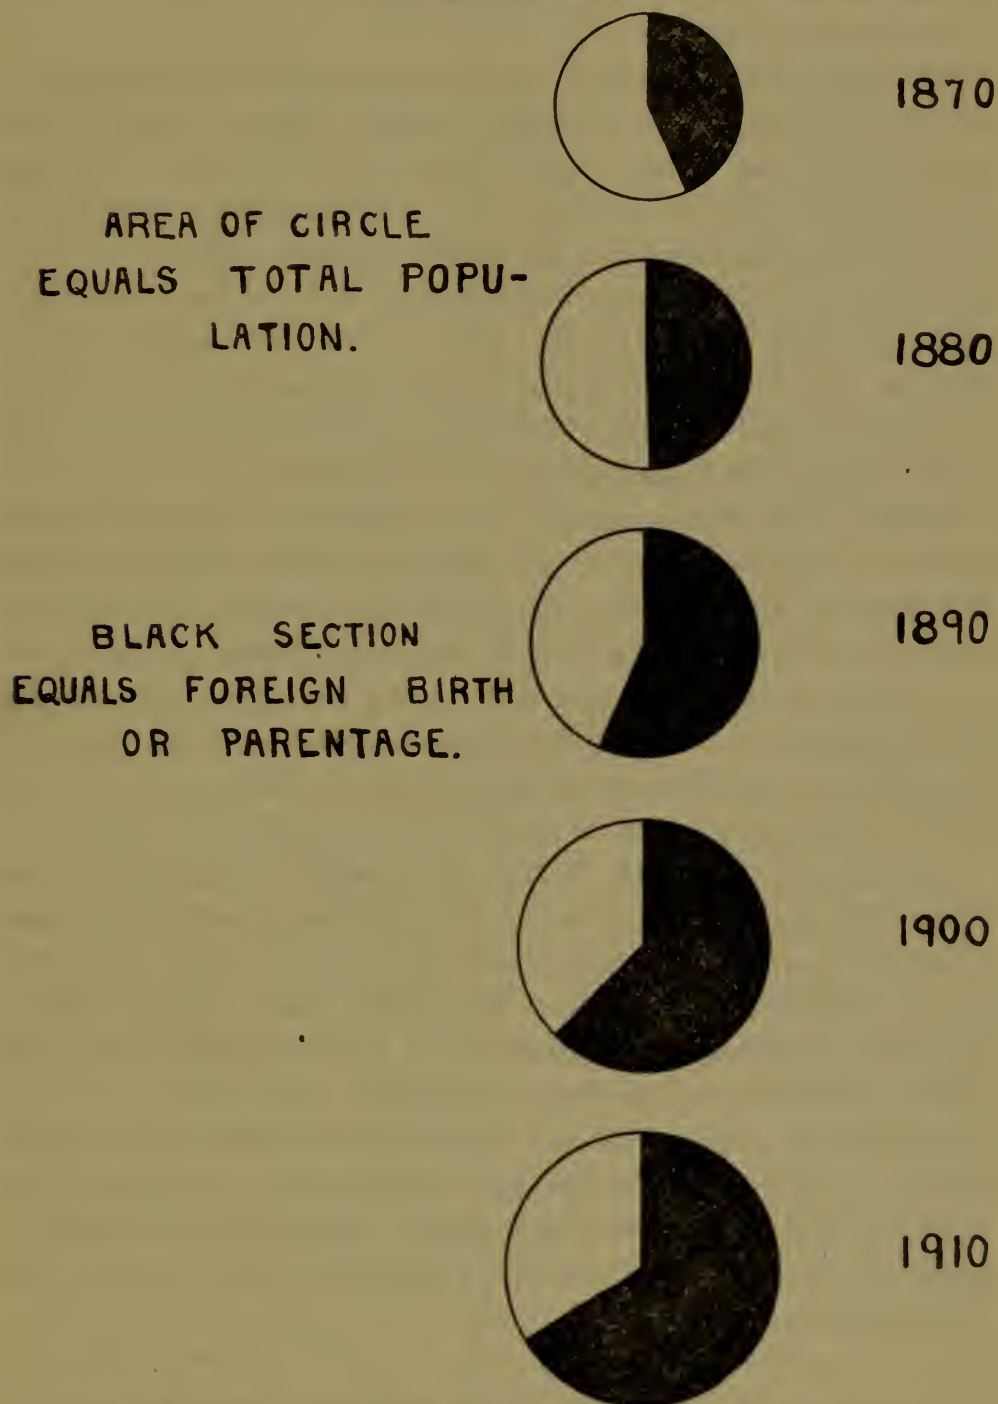 1870
AREA OF CIRCLE
EQUALS TOTAL POPU-
LATION.
1880
BLACK SECTION
EQUALS FOREIGN BIRTH
OR PARENTAGE.
1890
1900
1910